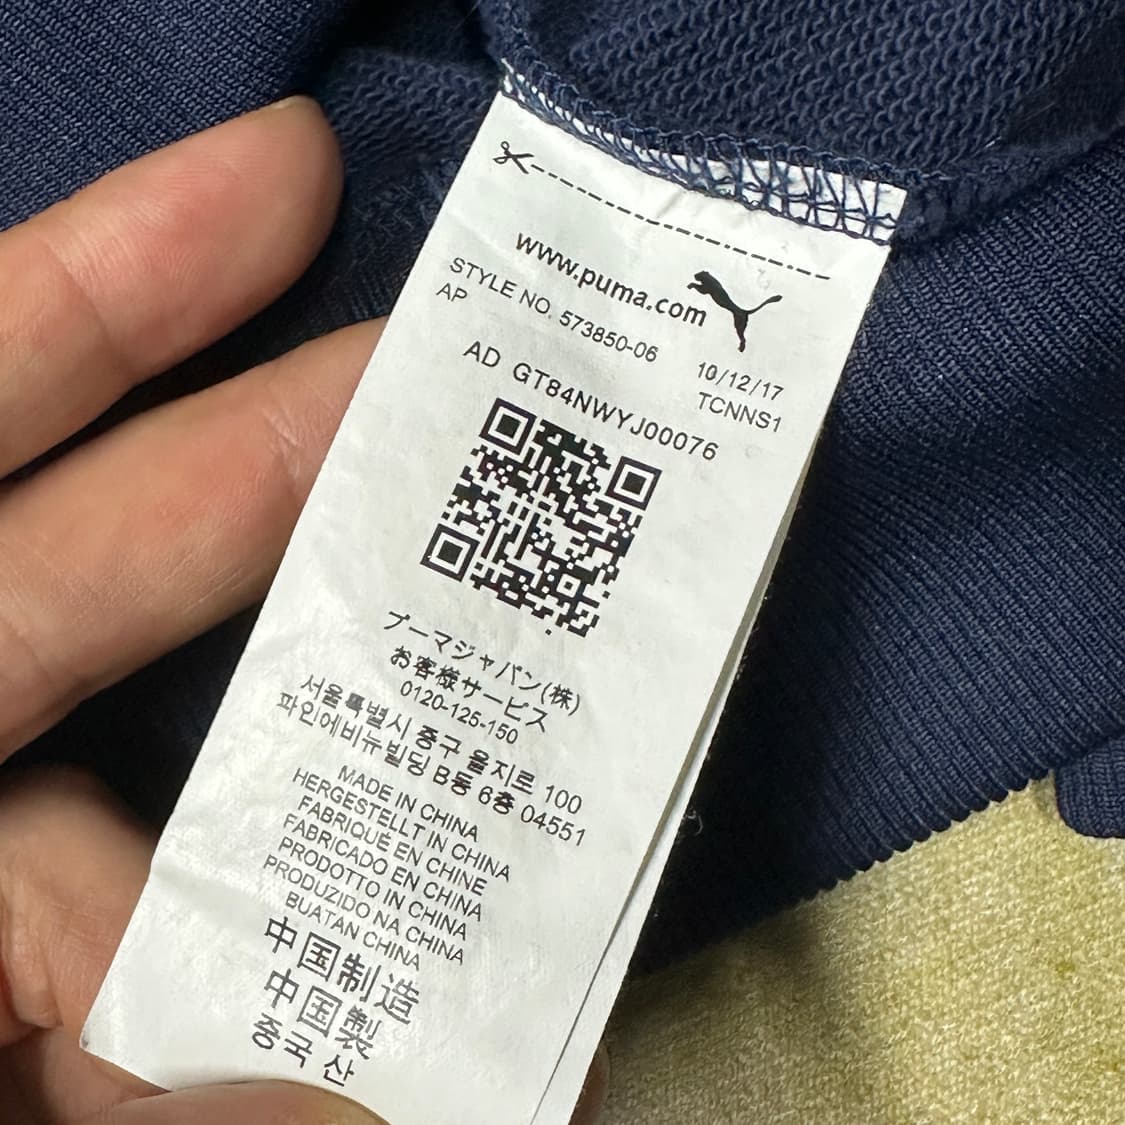 www.puma.com
STYLE NO. 573850-06 10/12/17
AP TCNNS1
AD GT84NWYJ00076
プーマジャパン(株)
お客様サービス
0120-125-150
서울특별시 중구 을지로 100
파인에비뉴빌딩 B동 6층 04551
MADE IN CHINA
HERGESTELLT IN CHINA
FABRIQUÉ EN CHINE
FABRICADO EN CHINA
PRODOTTO IN CHINA
PRODUZIDO NA CHINA
BUATAN CHINA
中国制造
中国製
중국 산